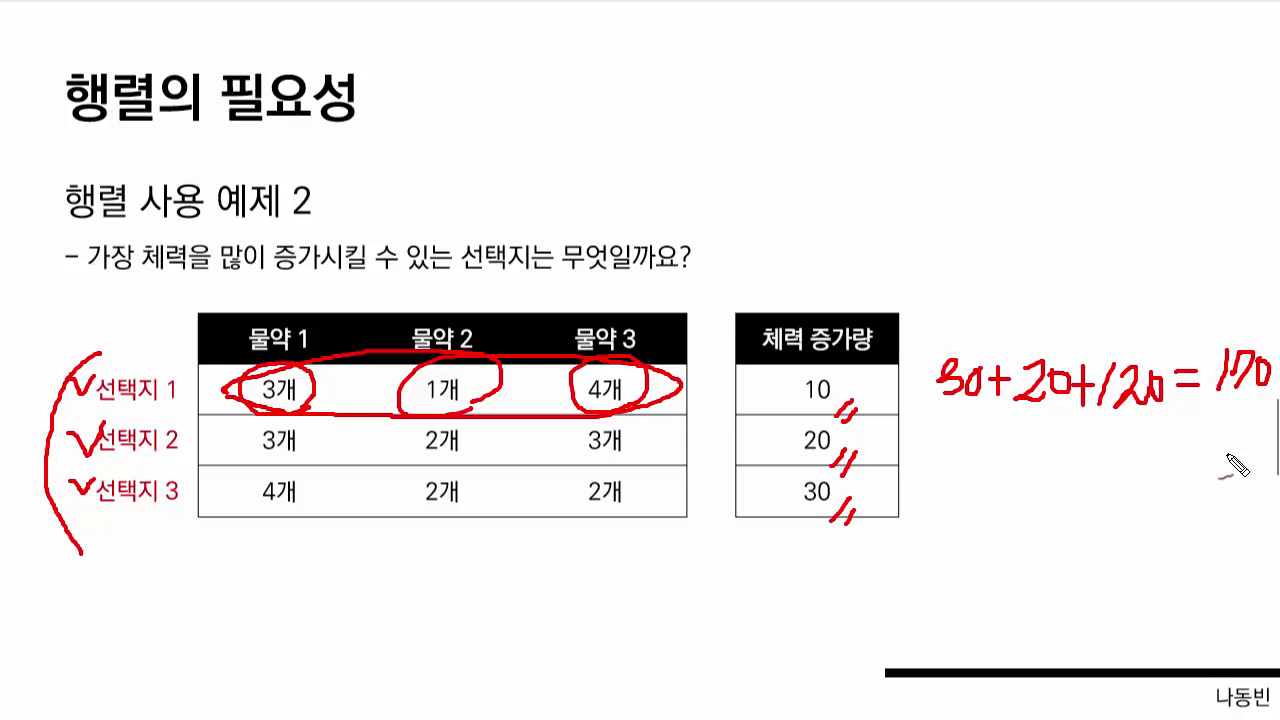 행렬의 필요성
행렬 사용 예제 2
- 가장 체력을 많이 증가시킬 수 있는 선택지는 무엇일까요?
물약 1 물약 2 물약 3 체력 증가량
선택지 1 3개 1개 4개 10 30+20+120=170
선택지 2 3개 2개 3개 20
선택지 3 4개 2개 2개 30
나동빈